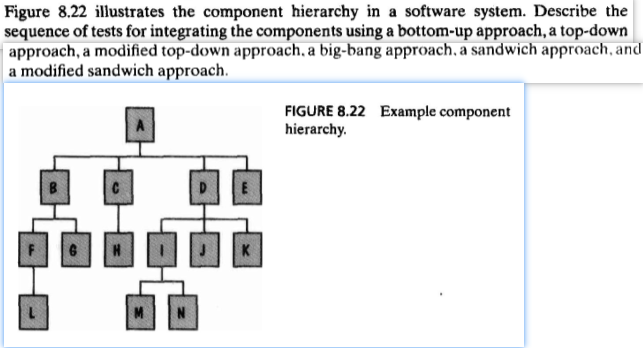 Figure 8.22 illustrates the component hierarchy in a software system. Describe the
sequence of tests for integrating the components using a bottom-up approach, a top-down
approach, a modified top-down approach, a big-bang approach, a sandwich approach, and
a modified sandwich approach.
FIGURE 8.22 Example component
hierarchy.
A
B C D E
F G H I J K
L M N